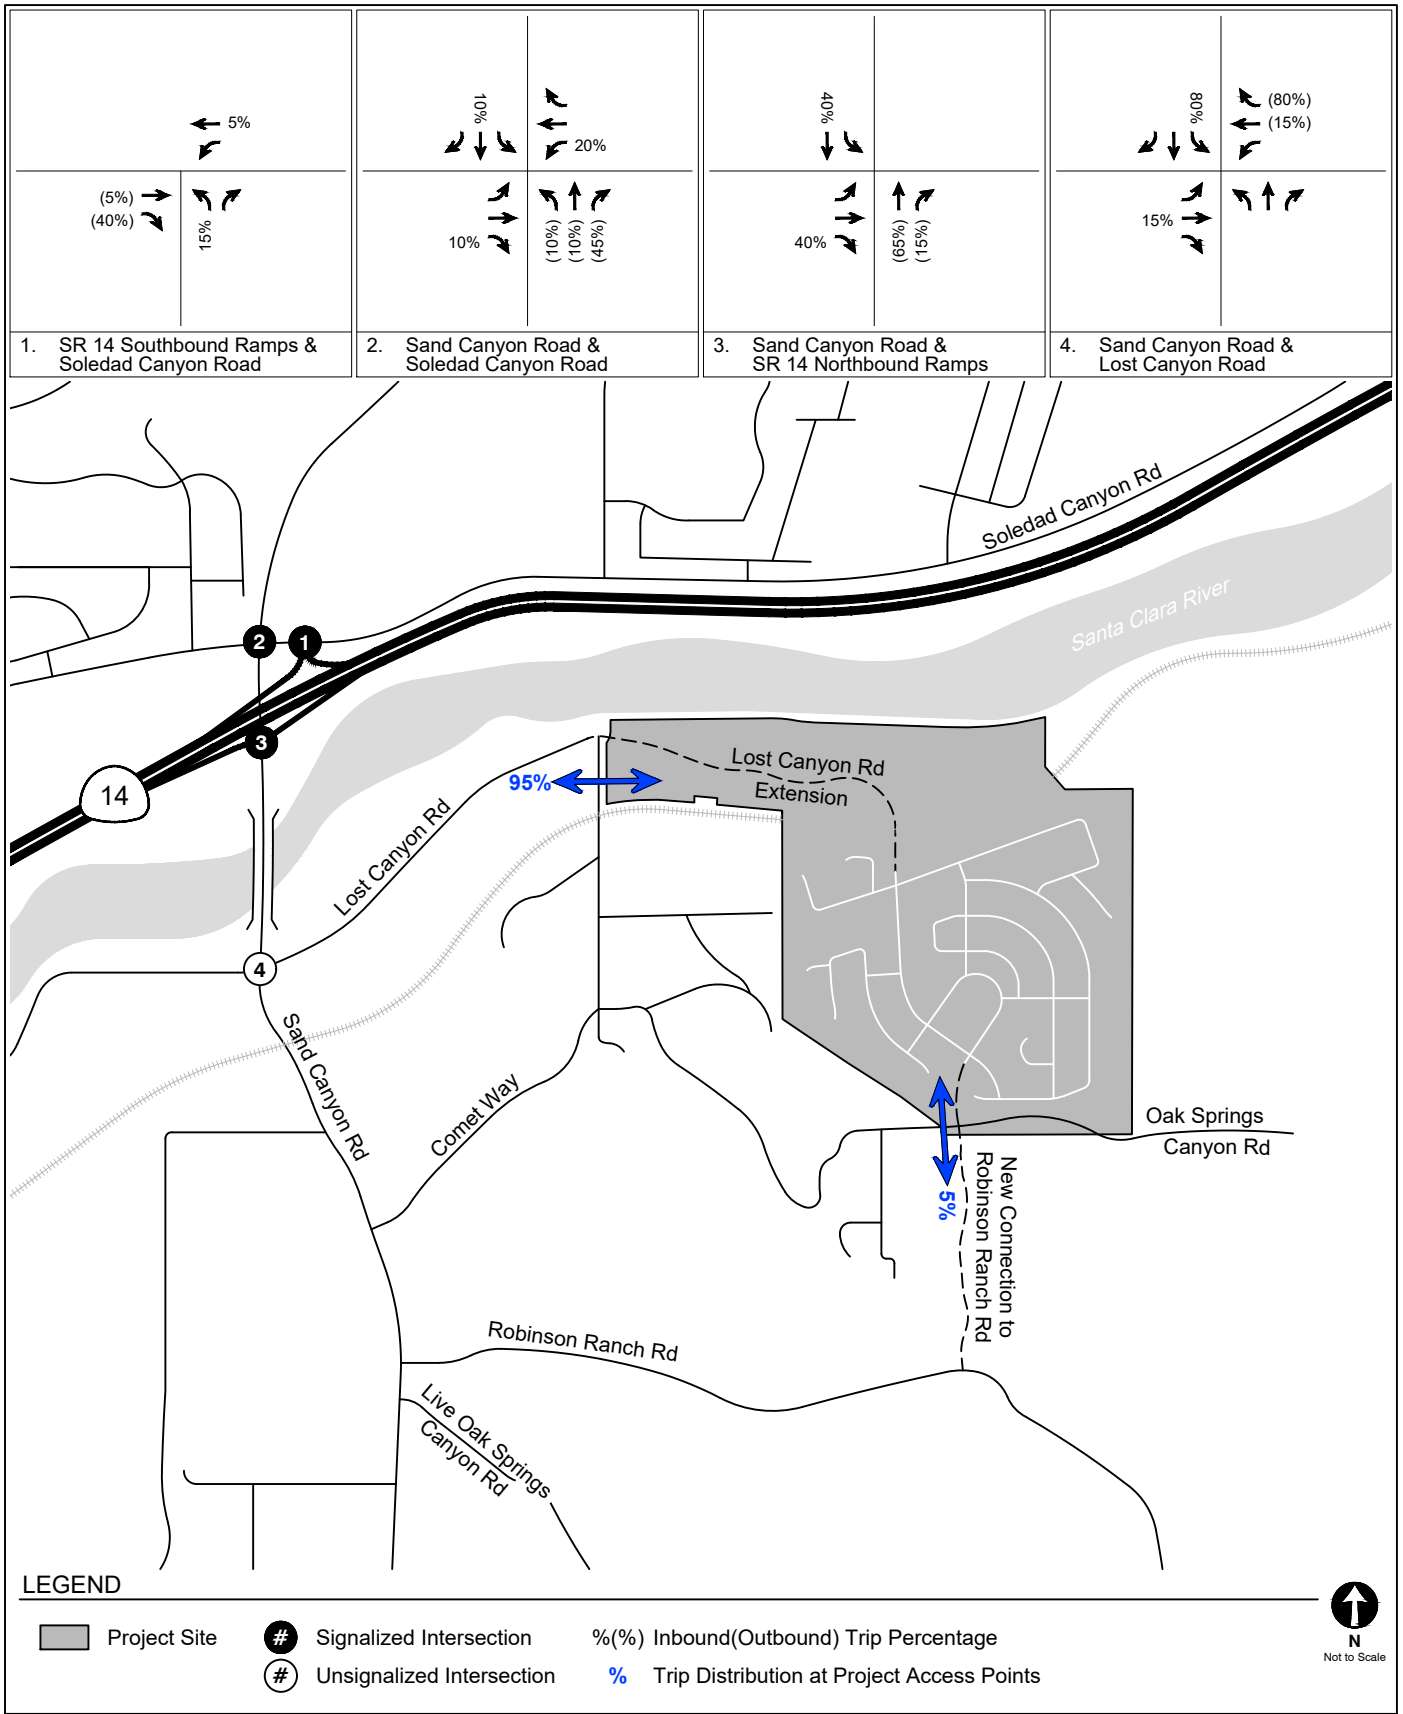 5%
(5%)
(40%)
15%
1. SR 14 Southbound Ramps &
Soledad Canyon Road
10%
20%
10%
(10%)
(10%)
(45%)
2. Sand Canyon Road &
Soledad Canyon Road
40%
40%
(65%)
(15%)
3. Sand Canyon Road &
SR 14 Northbound Ramps
80%
(80%)
(15%)
15%
4. Sand Canyon Road &
Lost Canyon Road
Soledad Canyon Rd
Santa Clara River
2
1
3
14
95%
Lost Canyon Rd
Extension
Lost Canyon Rd
4
Sand Canyon Rd
Comet Way
Oak Springs
Canyon Rd
5%
New Connection to
Robinson Ranch Rd
Robinson Ranch Rd
Live Oak Springs
Canyon Rd
LEGEND
Project Site
# Signalized Intersection
%(%) Inbound(Outbound) Trip Percentage
# Unsignalized Intersection
% Trip Distribution at Project Access Points
N
Not to Scale